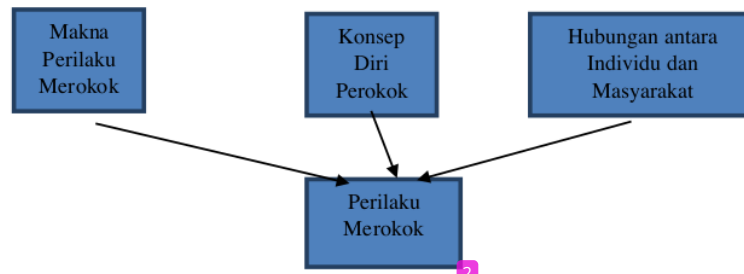 Makna
Perilaku
Merokok
Konsep
Diri
Perokok
Hubungan antara
Individu dan
Masyarakat
Perilaku
Merokok
2